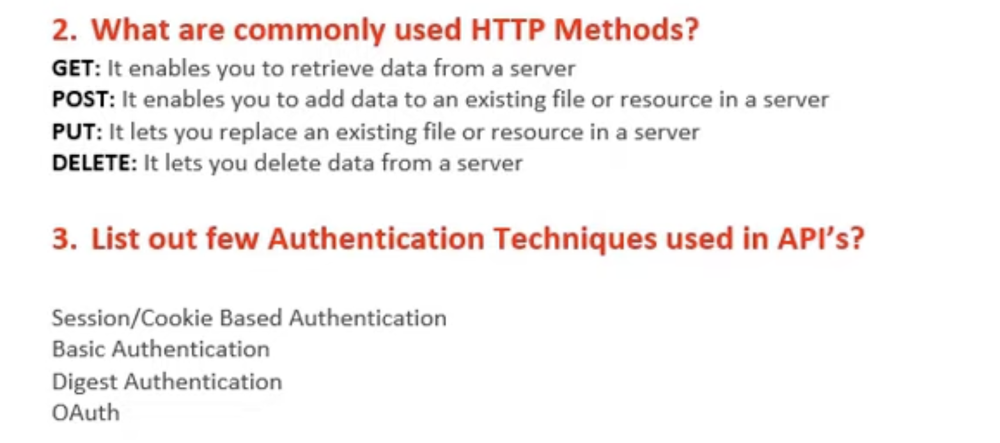 2. What are commonly used HTTP Methods?
GET: It enables you to retrieve data from a server
POST: It enables you to add data to an existing file or resource in a server
PUT: It lets you replace an existing file or resource in a server
DELETE: It lets you delete data from a server
3. List out few Authentication Techniques used in API’s?
Session/Cookie Based Authentication
Basic Authentication
Digest Authentication
OAuth